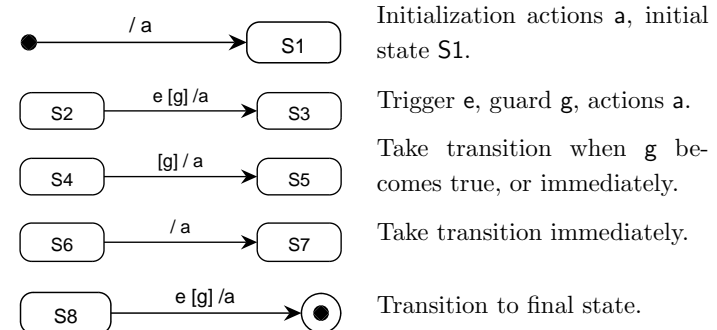 / a
S1
Initialization actions a, initial
state S1.
S2
e [g] /a
S3
Trigger e, guard g, actions a.
S4
[g] / a
S5
Take transition when g be-
comes true, or immediately.
S6
/ a
S7
Take transition immediately.
S8
e [g] /a
Transition to final state.